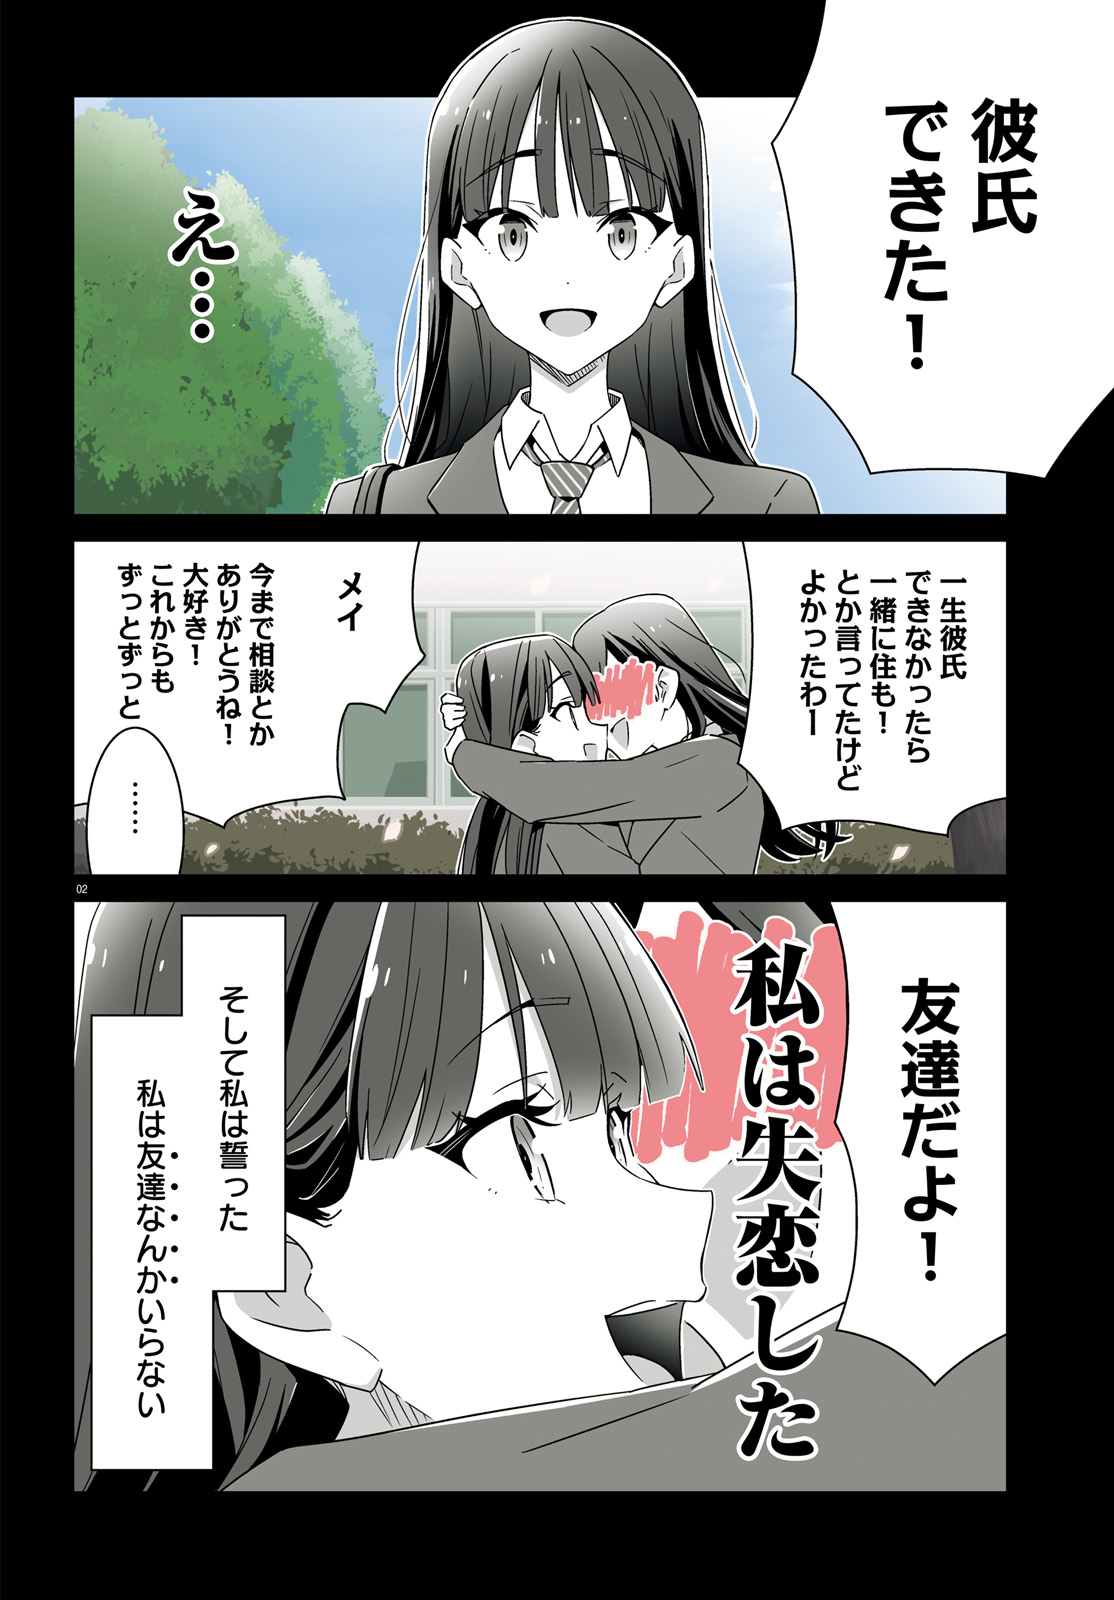 彼氏
できた！
え…
一生彼氏
できなかったら
一緒に住も！
とか言ってたけど
よかったわー
メイ
今まで相談とか
ありがとうね！
大好き！
これからも
ずっとずっと
……
02
友達だよ！
私は失恋した
そして私は誓った
私は友達なんかいらない